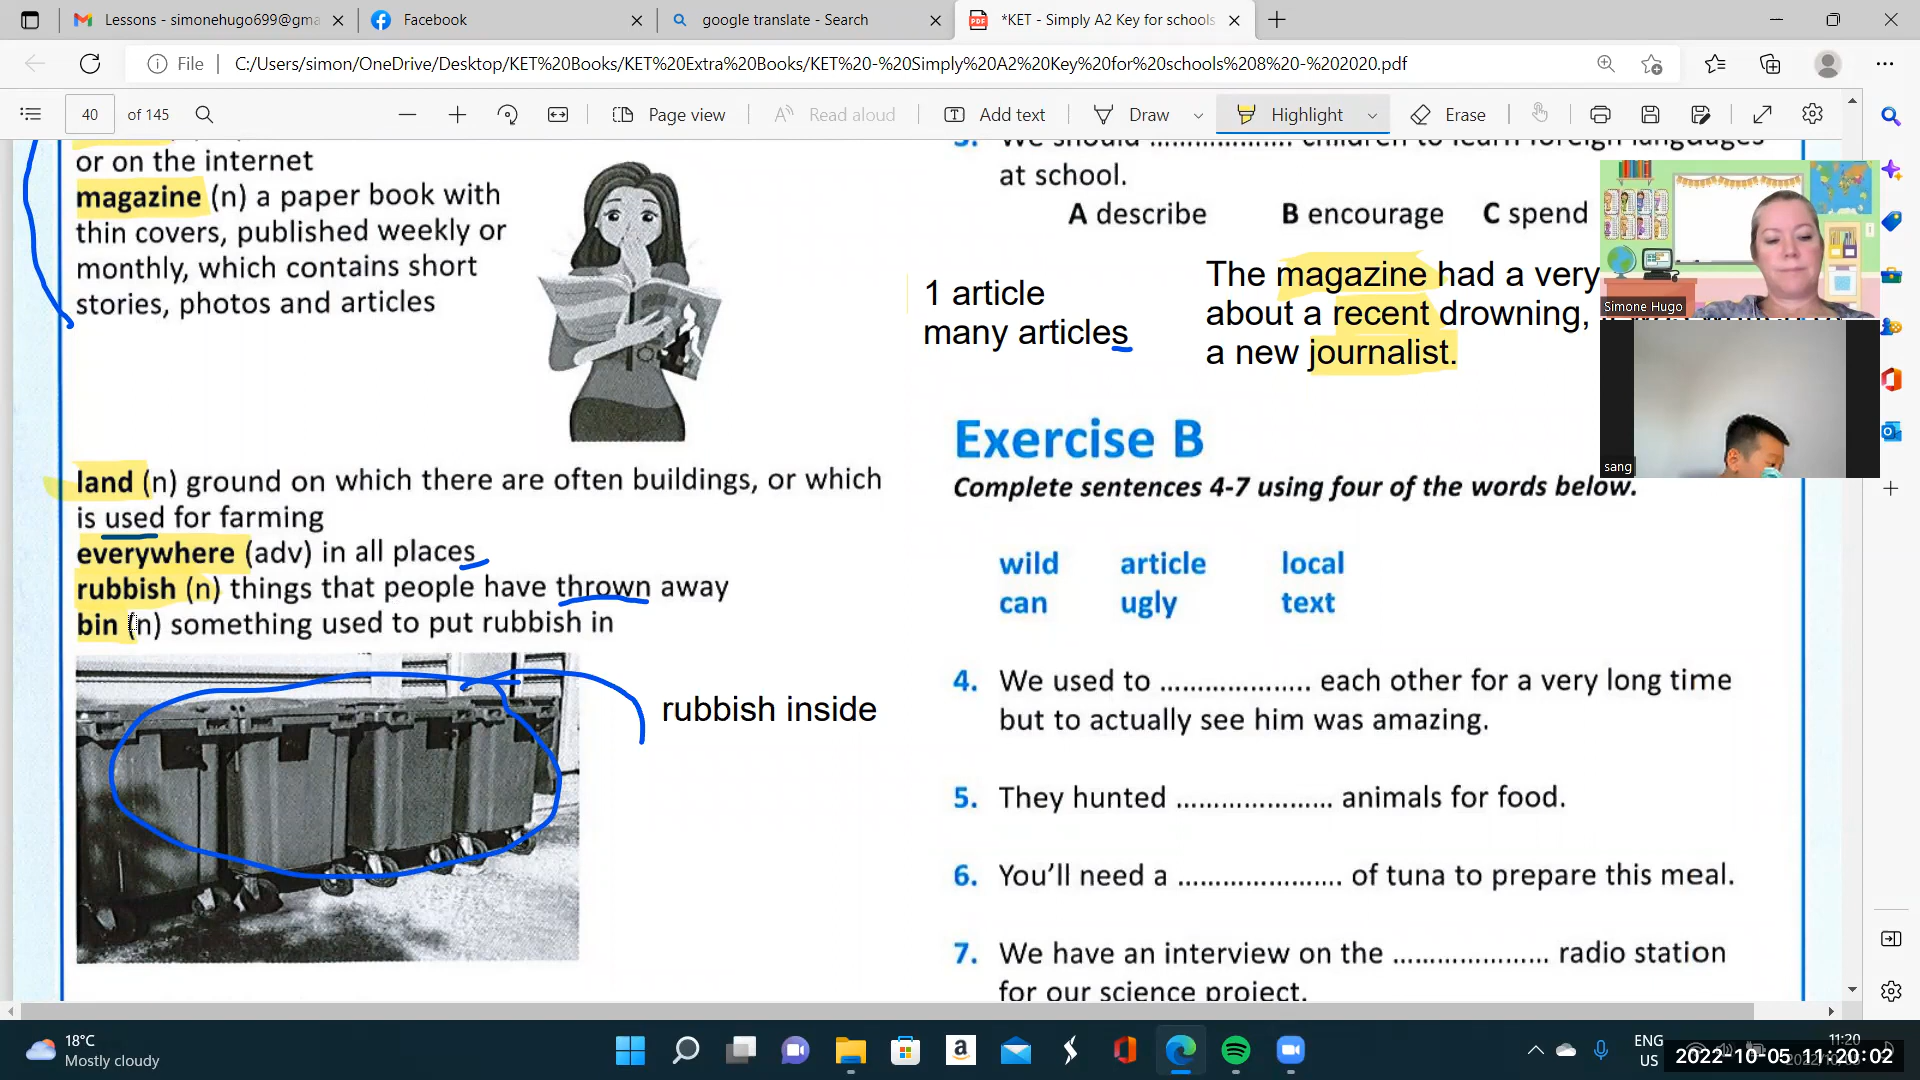 Lessons - simonehugo699@gma
Facebook
google translate - Search
*KET - Simply A2 Key for schools
File
C:/Users/simon/OneDrive/Desktop/KET%20Books/KET%20Extra%20Books/KET%20-%20Simply%20A2%20Key%20for%20schools%208%20-%202020.pdf
40 of 145
Page view
Read aloud
Add text
Draw
Highlight
Erase
or on the internet
magazine (n) a paper book with
thin covers, published weekly or
monthly, which contains short
stories, photos and articles
land (n) ground on which there are often buildings, or which
is used for farming
everywhere (adv) in all places
rubbish (n) things that people have thrown away
bin (n) something used to put rubbish in
rubbish inside
3. We should .................. children to learn foreign languages
at school.
A describe B encourage C spend
1 article
many articles
The magazine had a very
about a recent drowning,
a new journalist.
Exercise B
Complete sentences 4-7 using four of the words below.
wild article local
can ugly text
4. We used to .................... each other for a very long time
but to actually see him was amazing.
5. They hunted .................... animals for food.
6. You'll need a ..................... of tuna to prepare this meal.
7. We have an interview on the .................... radio station
for our science project.
Simone Hugo
sang
18°C
Mostly cloudy
ENG
US
11:20
2022-10-05 11:20:02